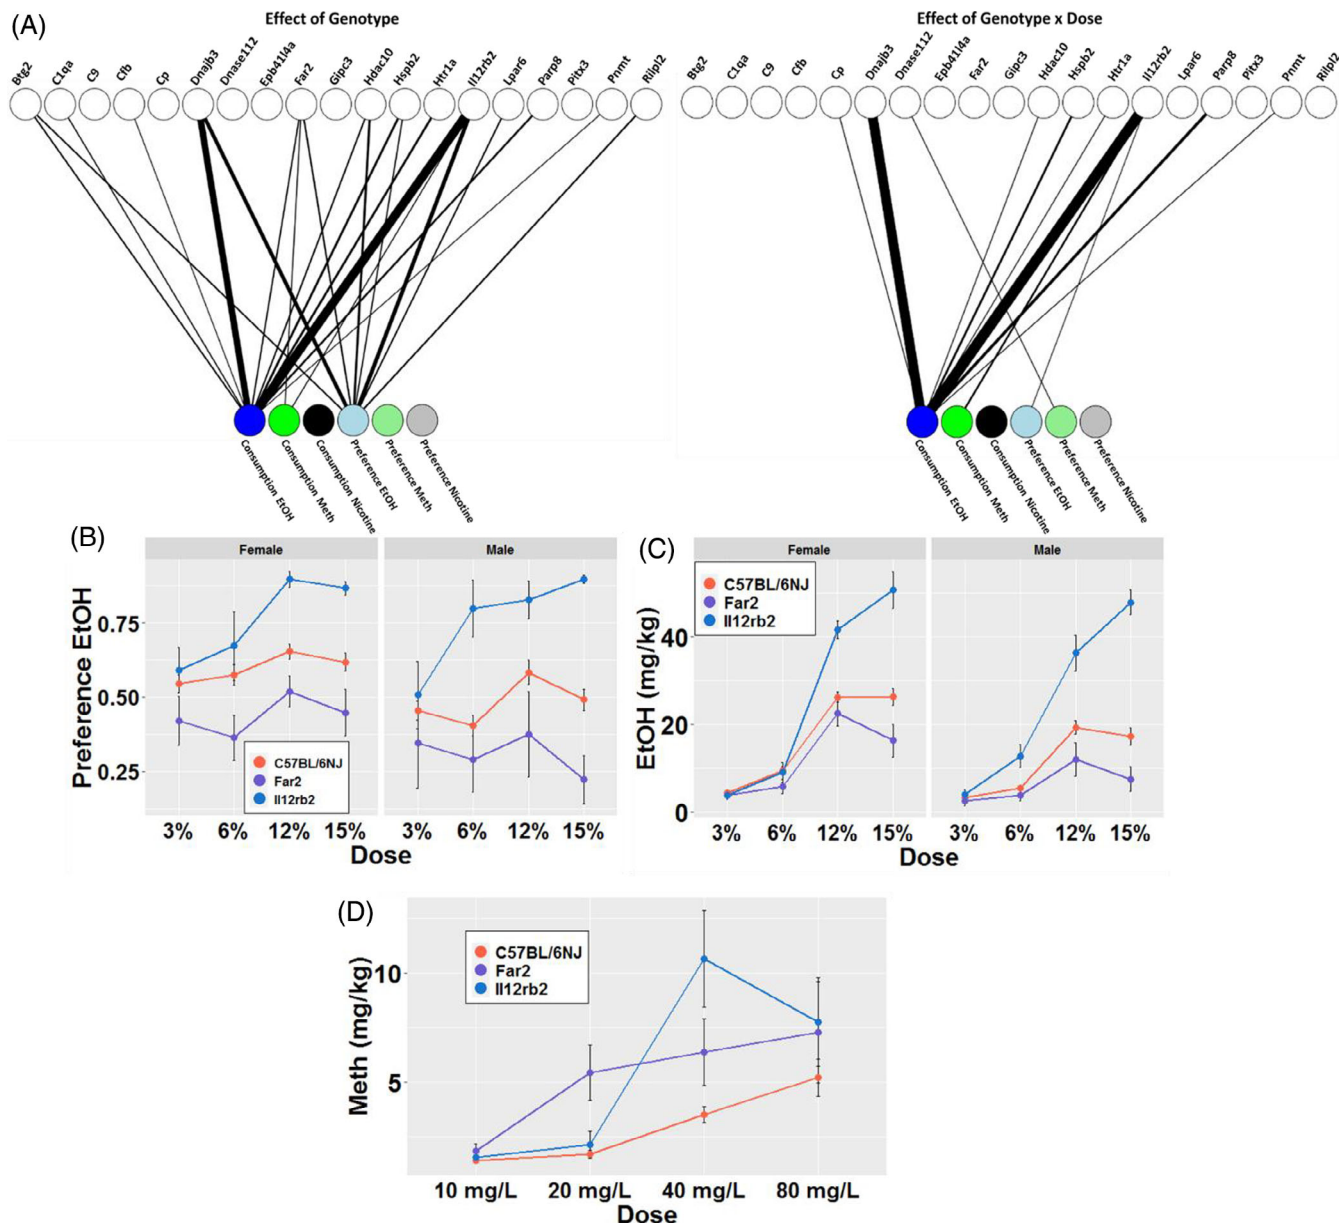 (A)
Effect of Genotype
Btg2 C1qa C9 Cfb Cp Dnajb3 Dnase112 Epb41l4a Far2 Gipc3 Hdac10 Hspb2 Htr1a Il12rb2 Lpar6 Parp8 Pitx3 Pnmt Rilpl2
Consumption EtOH
Consumption Meth
Consumption Nicotine
Preference EtOH
Preference Meth
Preference Nicotine
Effect of Genotype x Dose
Btg2 C1qa C9 Cfb Cp Dnajb3 Dnase112 Epb41l4a Far2 Gipc3 Hdac10 Hspb2 Htr1a Il12rb2 Lpar6 Parp8 Pitx3 Pnmt Rilpl2
Consumption EtOH
Consumption Meth
Consumption Nicotine
Preference EtOH
Preference Meth
Preference Nicotine
(B)
Female Male
Preference EtOH
0.75
0.50
0.25
C57BL/6NJ
Far2
Il12rb2
3% 6% 12% 15% 3% 6% 12% 15%
Dose
(C)
Female Male
EtOH (mg/kg)
40
20
0
C57BL/6NJ
Far2
Il12rb2
3% 6% 12% 15% 3% 6% 12% 15%
Dose
(D)
Meth (mg/kg)
10
5
C57BL/6NJ
Far2
Il12rb2
10 mg/L 20 mg/L 40 mg/L 80 mg/L
Dose